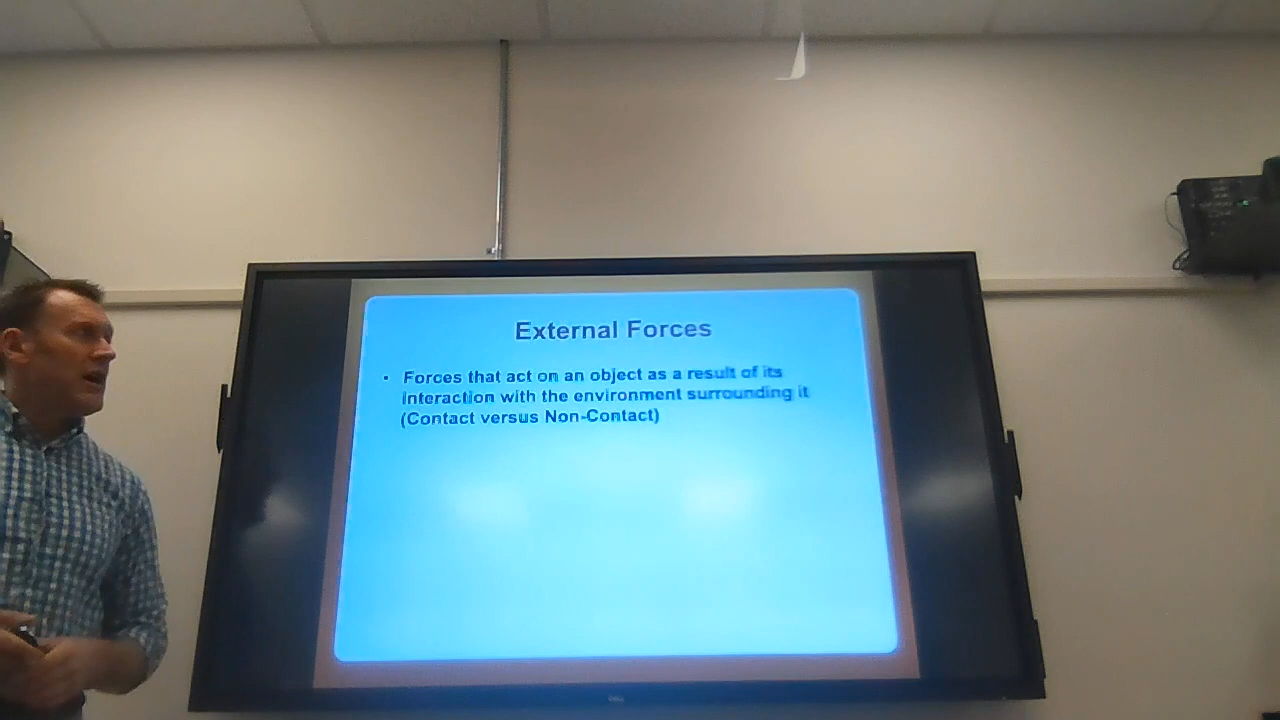 External Forces
• Forces that act on an object as a result of its
interaction with the environment surrounding it
(Contact versus Non-Contact)
DELL